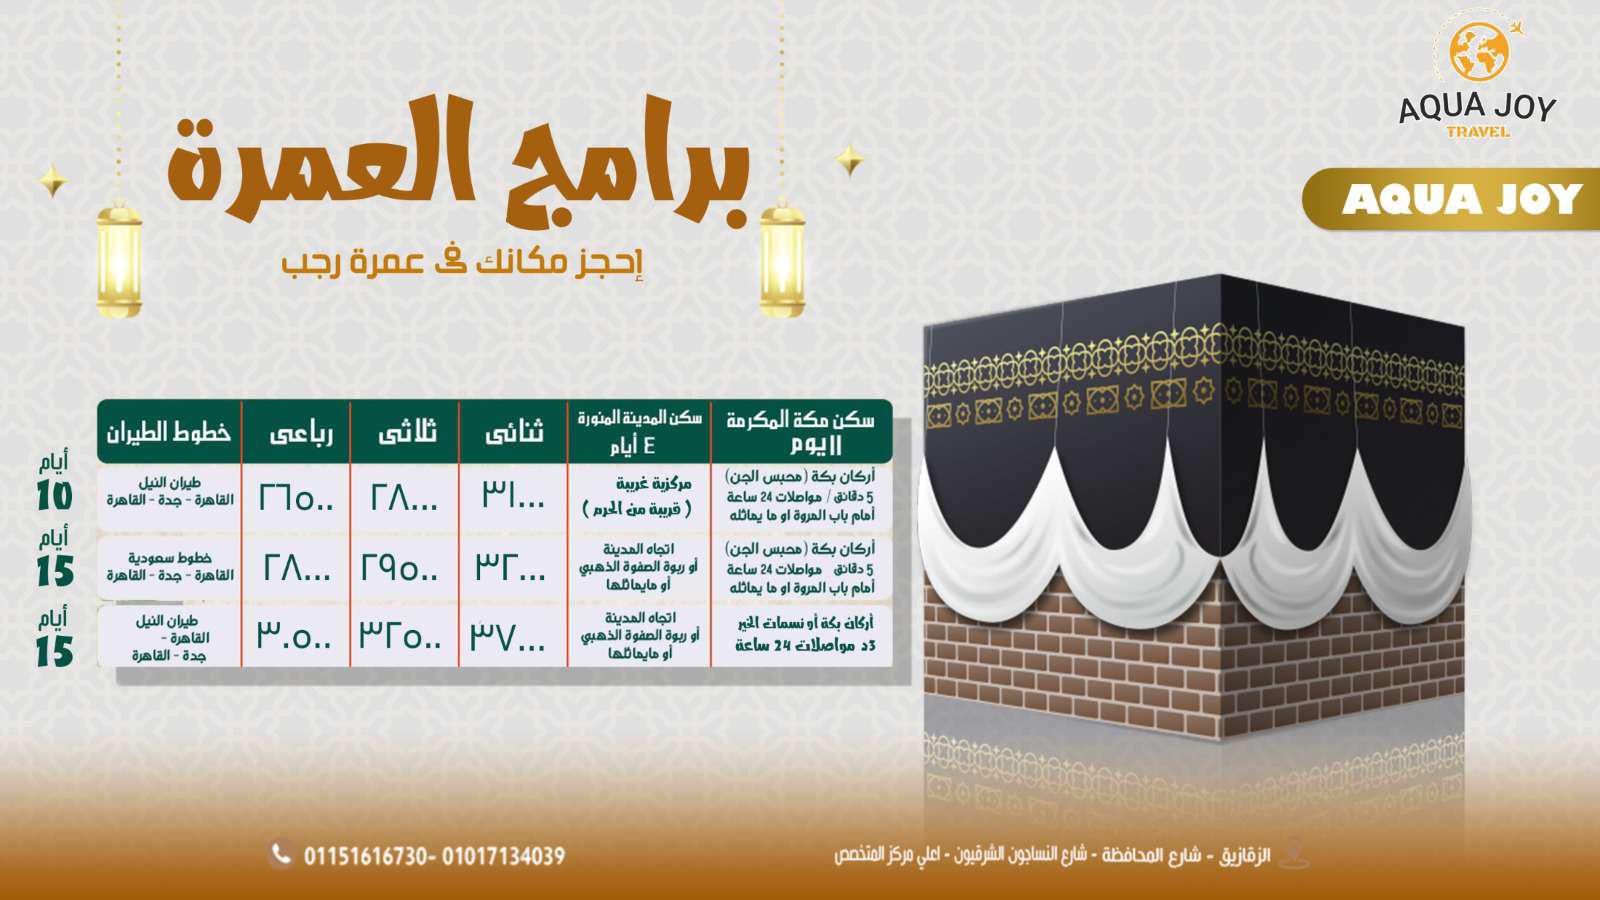 AQUA JOY
TRAVEL
AQUA JOY
برامج العمرة
إحجز مكانك فى عمرة رجب
سكن مكة المكرمة
١١ يوم
سكن المدينة المنورة
٤ أيام
ثنائى
ثلاثى
رباعى
خطوط الطيران
أركان بكة (محبس الجن)
5 دقائق / مواصلات 24 ساعة
أمام باب المروة او ما يماثله
مركزية غربية
( قريبة من الحرم )
٣١٠٠٠
٢٨٠٠٠
٢٦٥٠٠
طيران النيل
القاهرة - جدة - القاهرة
أيام
10
أركان بكة (محبس الجن)
5 دقائق مواصلات 24 ساعة
أمام باب المروة او ما يماثله
اتجاه المدينة
أو ربوة الصفوة الذهبي
أو مايماثلها
٣٢٠٠٠
٢٩٥٠٠
٢٨٠٠٠
خطوط سعودية
القاهرة - جدة - القاهرة
أيام
15
أركان بكة أو نسمات الخير
3د مواصلات 24 ساعة
اتجاه المدينة
أو ربوة الصفوة الذهبي
أو مايماثلها
٣٧٠٠٠
٣٢٥٠٠
٣٠٥٠٠
طيران النيل
القاهرة -
جدة - القاهرة
أيام
15
الزقازيق - شارع المحافظة - شارع النساجون الشرقيون - اعلي مركز المتخصص
01151616730- 01017134039